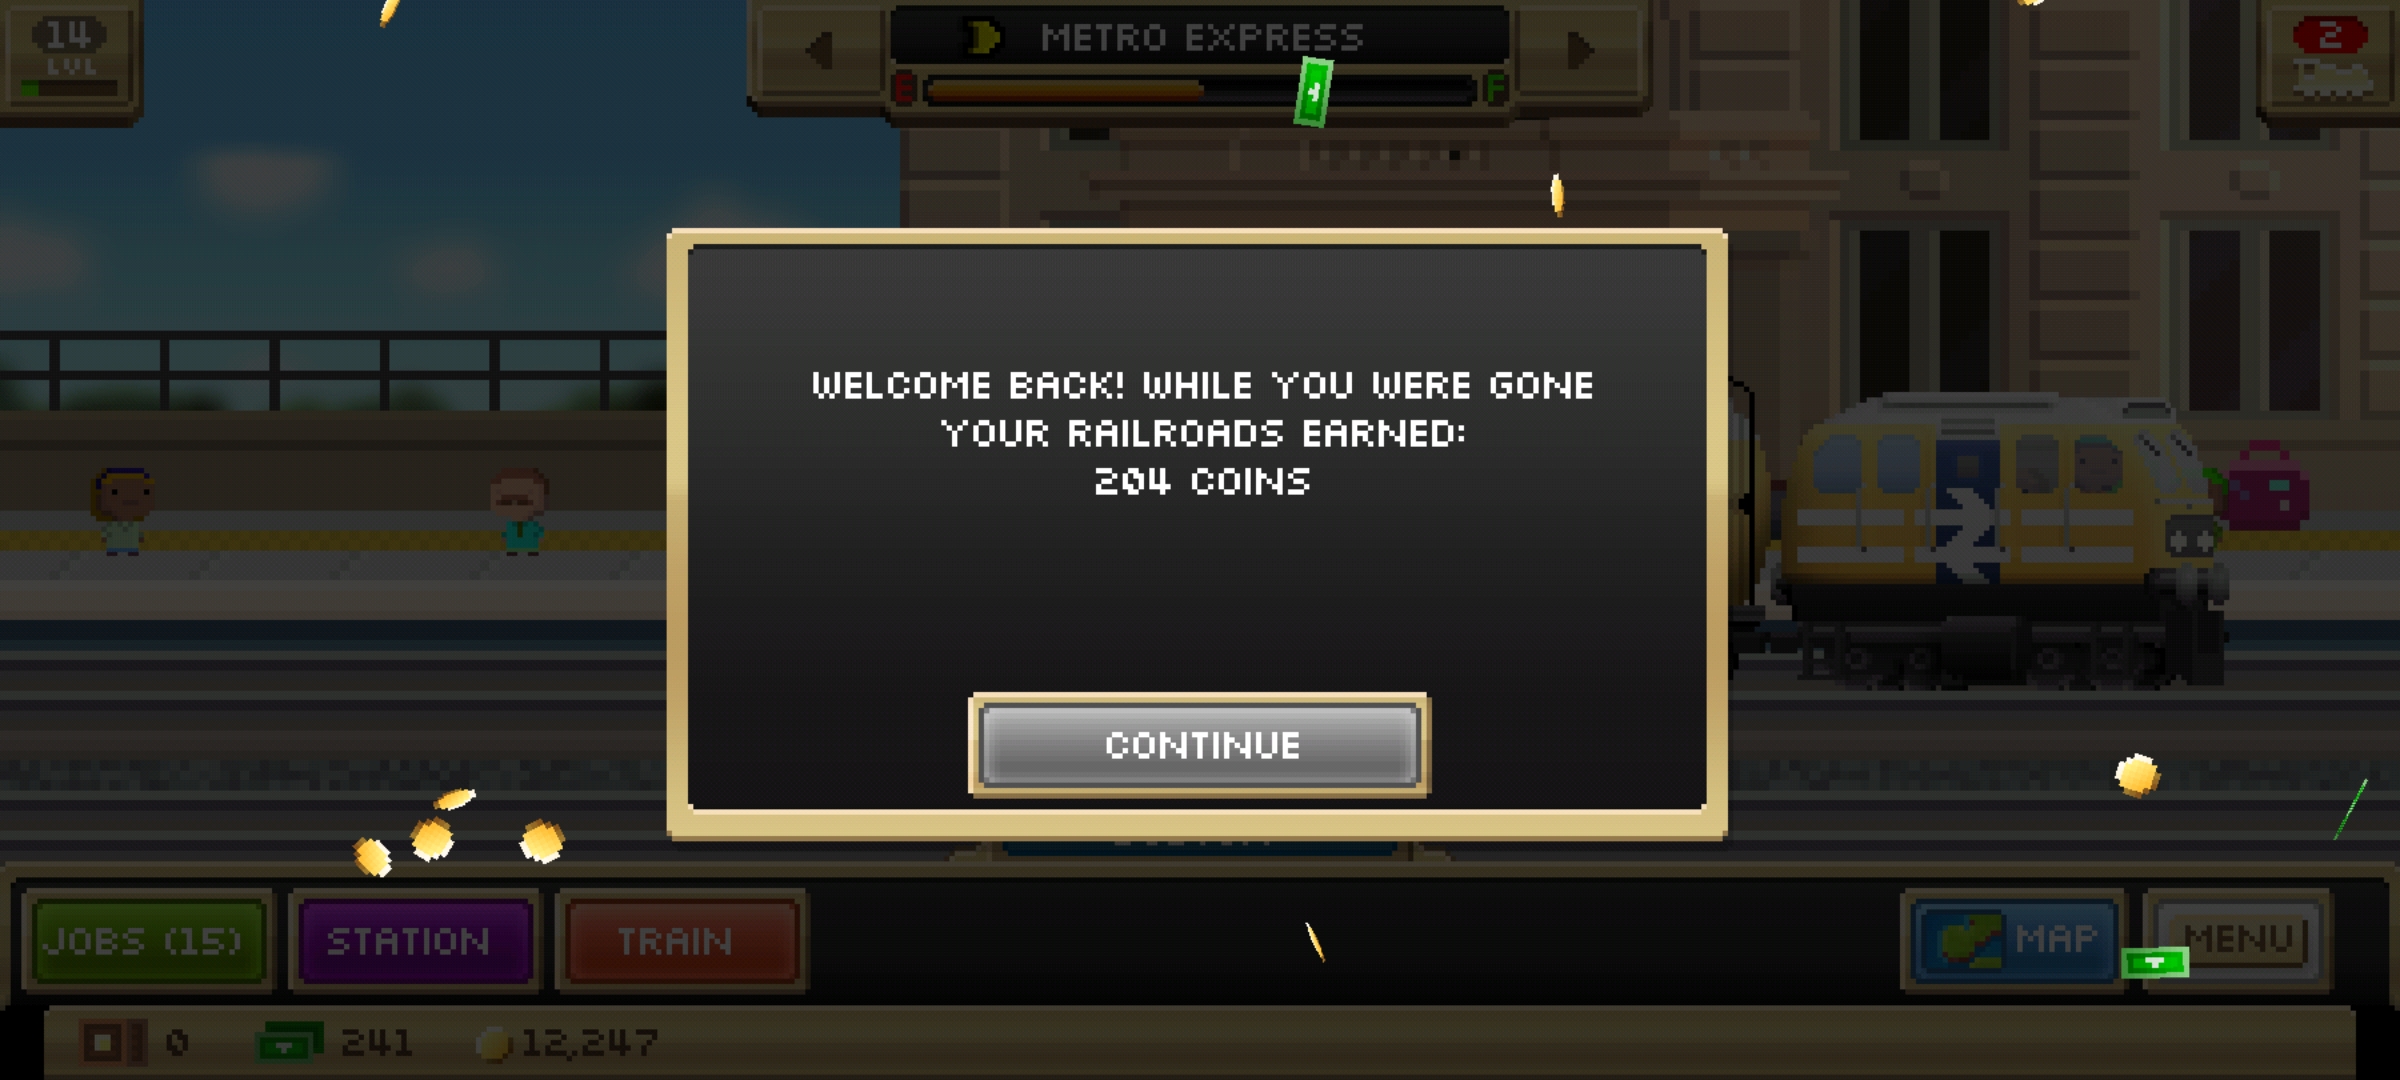 14
LVL
METRO EXPRESS
E
F
2
WELCOME BACK! WHILE YOU WERE GONE
YOUR RAILROADS EARNED:
204 COINS
CONTINUE
JOBS (15)
STATION
TRAIN
MAP
MENU
0
241
12,247